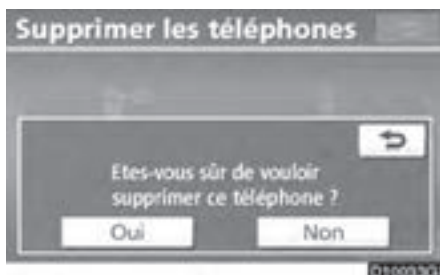 Supprimer les téléphones
Etes-vous sûr de vouloir
supprimer ce téléphone ?
Oui
Non